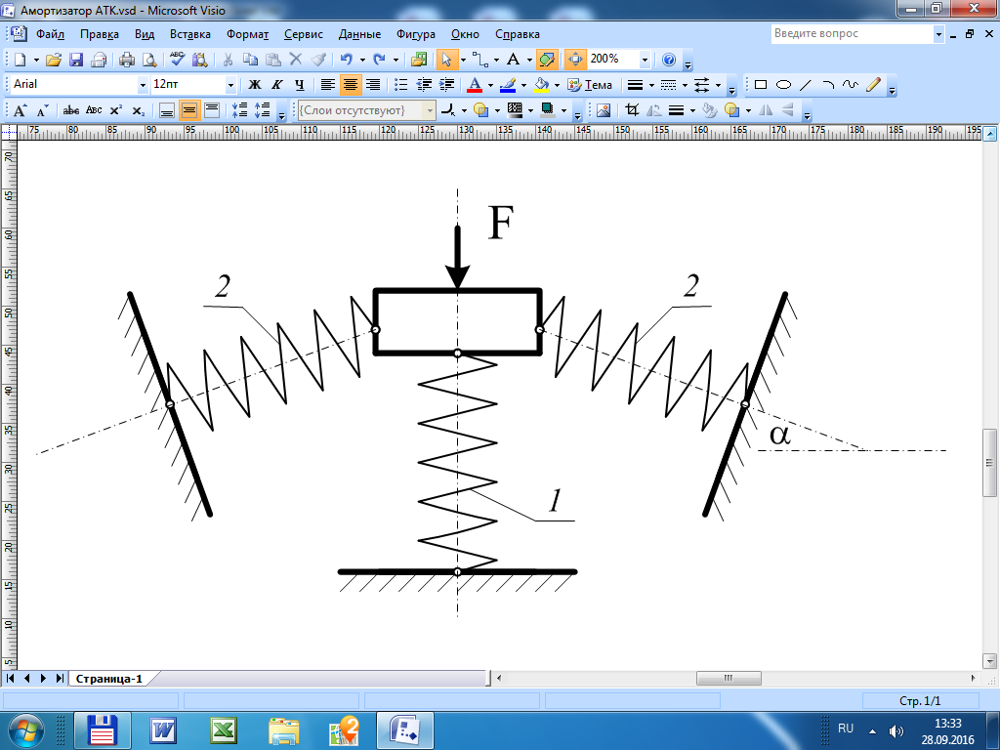 Амортизатор АТК.vsd - Microsoft Visio
Файл Правка Вид Вставка Формат Сервис Данные Фигура Окно Справка Введите вопрос
200%
Arial 12пт Ж К Ч Тема
{Слои отсутствуют}
75 80 85 90 95 100 105 110 115 120 125 130 135 140 145 150 155 160 165 170 175 180 185 190 195
70 65 60 55 50 45 40 35 30 25 20 15 10 5
F
2
2
α
1
Страница-1
Стр. 1/1
RU
13:33
28.09.2016